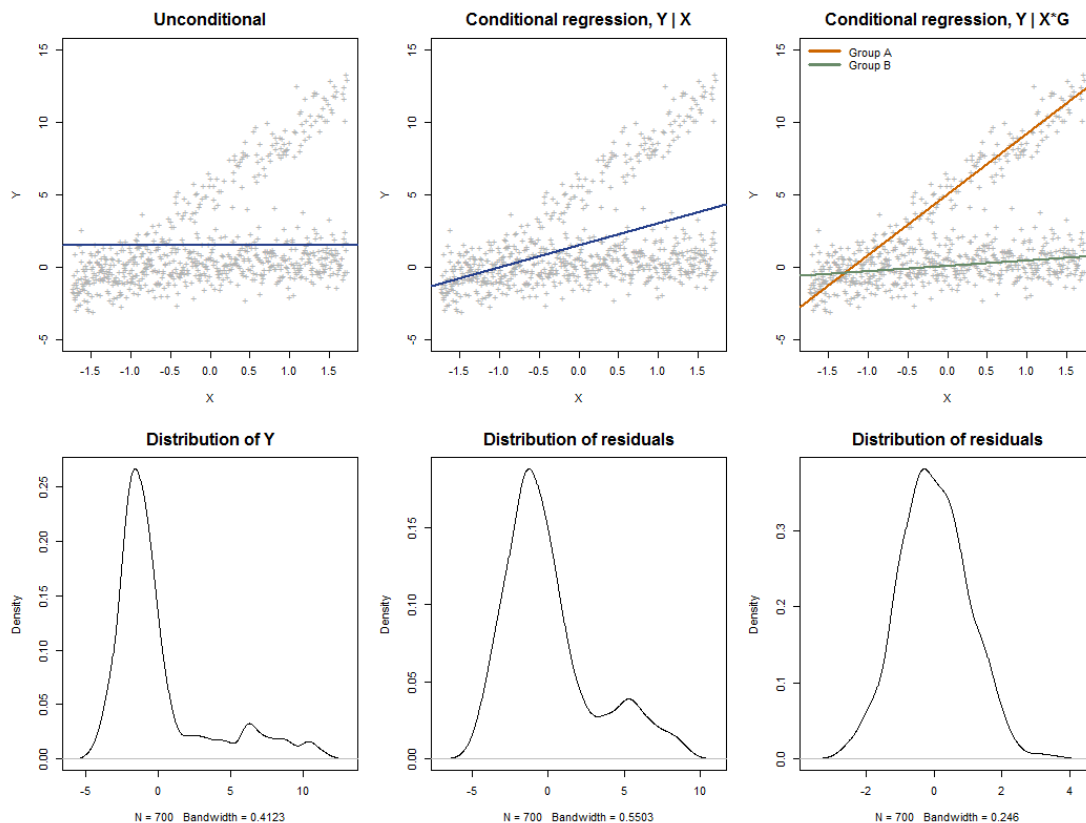 Unconditional
Conditional regression, Y | X
Conditional regression, Y | X*G
Y
15
10
5
0
-5
-1.5 -1.0 -0.5 0.0 0.5 1.0 1.5
X
Y
15
10
5
0
-5
-1.5 -1.0 -0.5 0.0 0.5 1.0 1.5
X
Group A
Group B
Y
15
10
5
0
-5
-1.5 -1.0 -0.5 0.0 0.5 1.0 1.5
X
Distribution of Y
Distribution of residuals
Distribution of residuals
Density
0.25
0.20
0.15
0.10
0.05
0.00
-5 0 5 10
N = 700 Bandwidth = 0.4123
Density
0.15
0.10
0.05
0.00
-5 0 5 10
N = 700 Bandwidth = 0.5503
Density
0.3
0.2
0.1
0.0
-2 0 2 4
N = 700 Bandwidth = 0.246